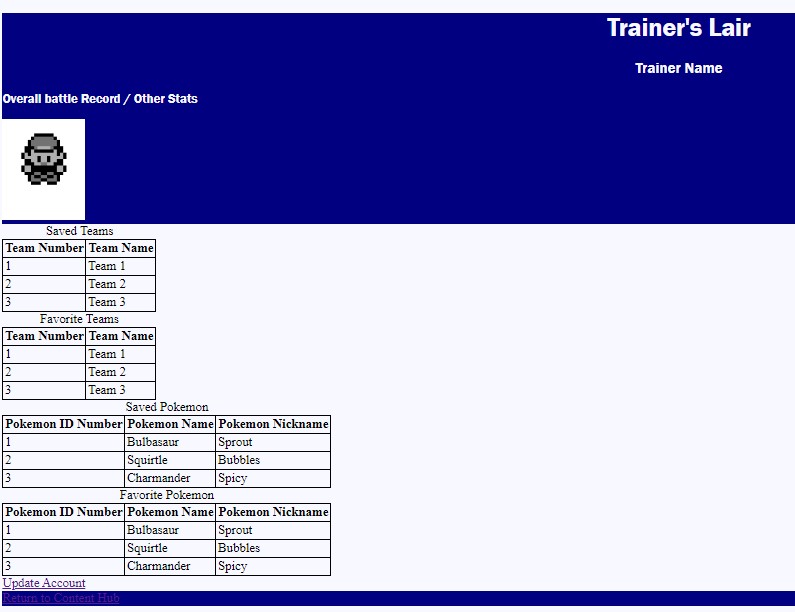 Trainer's Lair
Trainer Name
Overall battle Record / Other Stats
Saved Teams
Team Number Team Name
1 Team 1
2 Team 2
3 Team 3
Favorite Teams
Team Number Team Name
1 Team 1
2 Team 2
3 Team 3
Saved Pokemon
Pokemon ID Number Pokemon Name Pokemon Nickname
1 Bulbasaur Sprout
2 Squirtle Bubbles
3 Charmander Spicy
Favorite Pokemon
Pokemon ID Number Pokemon Name Pokemon Nickname
1 Bulbasaur Sprout
2 Squirtle Bubbles
3 Charmander Spicy
Update Account
Return to Content Hub